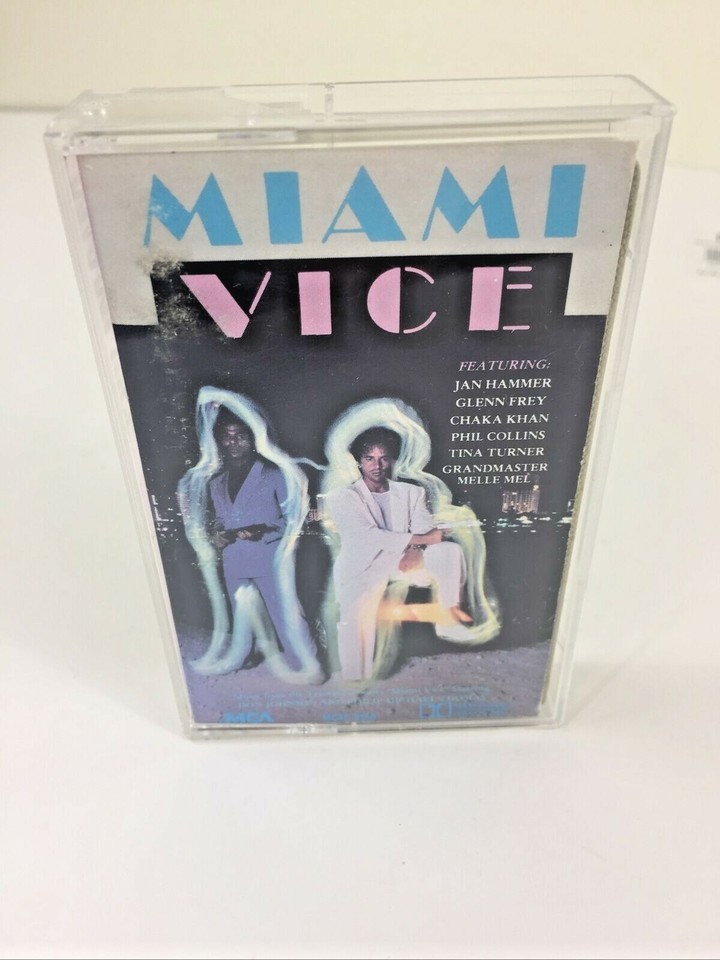 MIAMI
VICE
FEATURING:
JAN HAMMER
GLENN FREY
CHAKA KHAN
PHIL COLLINS
TINA TURNER
GRANDMASTER
MELLE MEL
MCA